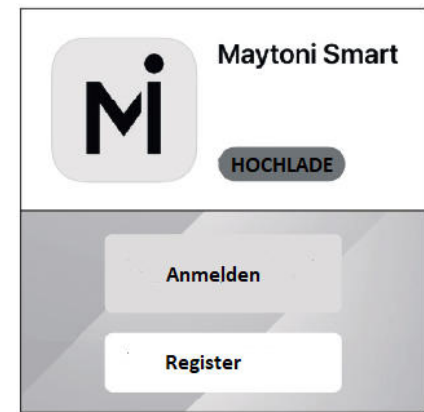 Mi
Maytoni Smart
HOCHLADE
Anmelden
Register